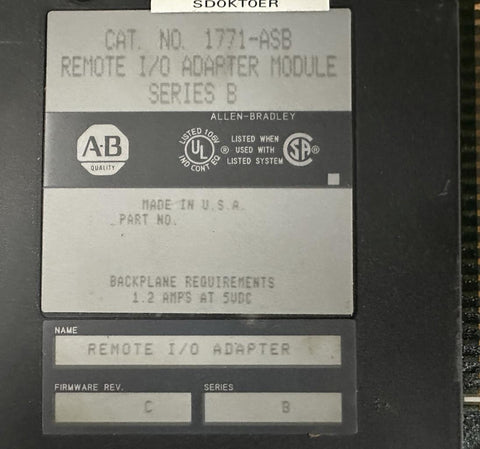 SDOKTOER
CAT. NO. 1771-ASB
REMOTE I/O ADAPTER MODULE
SERIES B
ALLEN-BRADLEY
A-B
QUALITY
LISTED 106V
UL
IND CONT EQ
®
LISTED WHEN
USED WITH
LISTED SYSTEM
SA
®
MADE IN U.S.A.
PART NO.
BACKPLANE REQUIREMENTS
1.2 AMPS AT 5VDC
NAME
REMOTE I/O ADAPTER
FIRMWARE REV.
SERIES
C
B